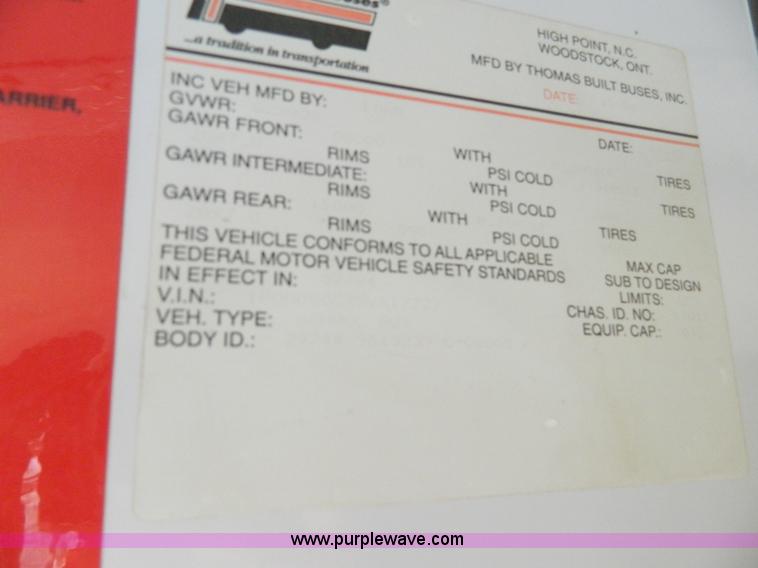 Buses®
...a tradition in transportation
HIGH POINT, N.C.
WOODSTOCK, ONT.
MFD BY THOMAS BUILT BUSES, INC.
DATE:
ARRIER,
INC VEH MFD BY:
GVWR:
DATE:
GAWR FRONT:
RIMS WITH PSI COLD TIRES
GAWR INTERMEDIATE:
RIMS WITH PSI COLD TIRES
GAWR REAR:
RIMS WITH PSI COLD TIRES
THIS VEHICLE CONFORMS TO ALL APPLICABLE
FEDERAL MOTOR VEHICLE SAFETY STANDARDS
IN EFFECT IN:
V.I.N.:
VEH. TYPE:
BODY ID.:
MAX CAP
SUB TO DESIGN
LIMITS:
CHAS. ID. NO:
EQUIP. CAP.:
www.purplewave.com